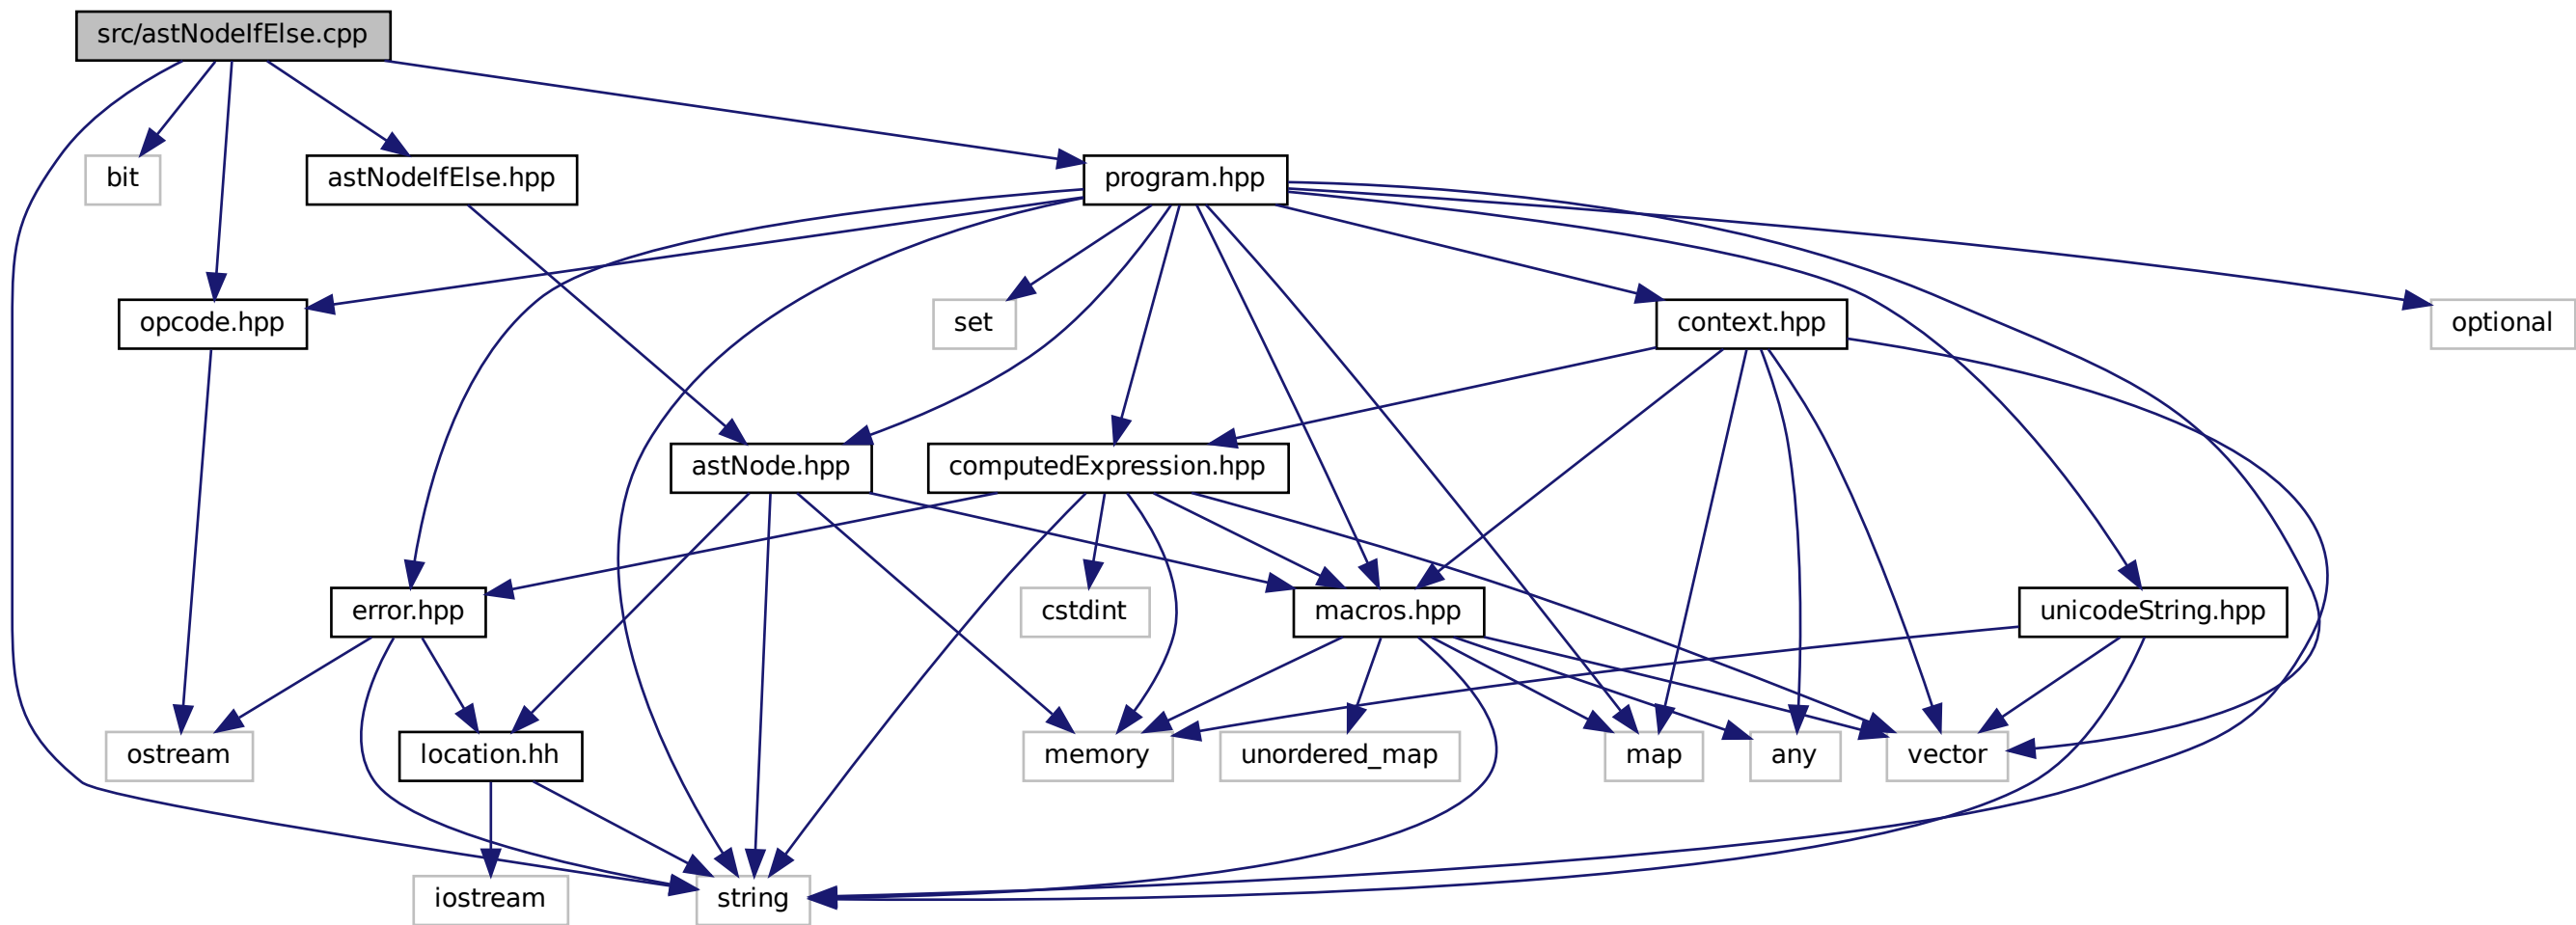 src/astNodeIfElse.cpp
bit
astNodeIfElse.hpp
program.hpp
opcode.hpp
set
context.hpp
optional
astNode.hpp
computedExpression.hpp
error.hpp
cstdint
macros.hpp
unicodeString.hpp
ostream
location.hh
memory
unordered_map
map
any
vector
iostream
string